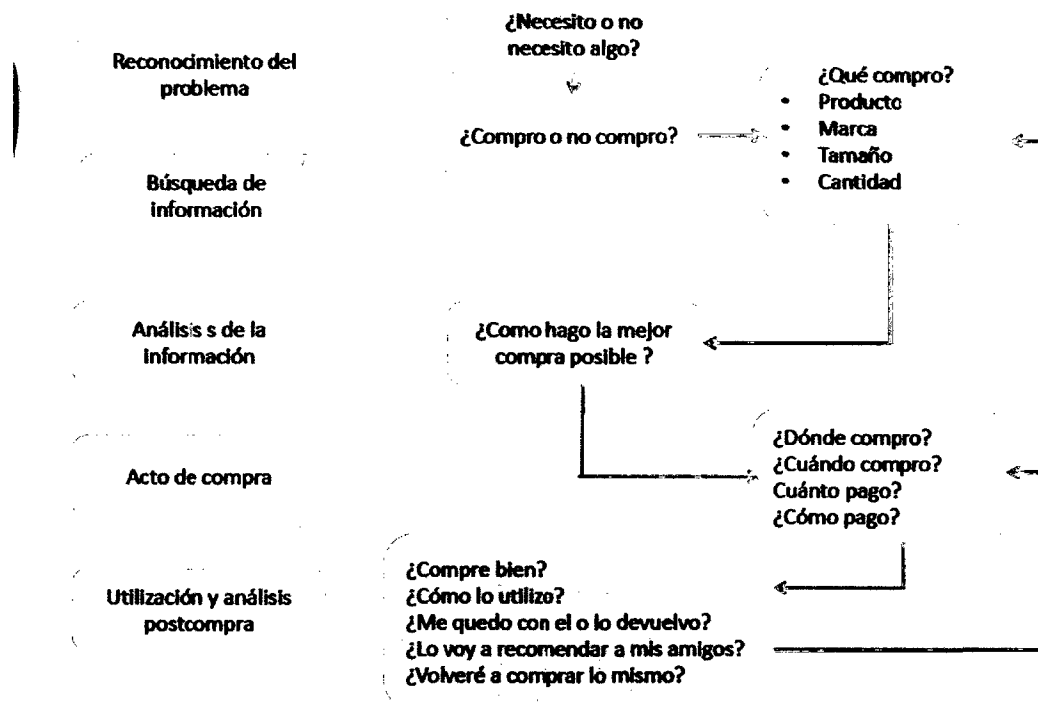 ¿Necesito o no
necesito algo?
Reconocimiento del
problema
¿Qué compro?
• Producto
• Marca
• Tamaño
• Cantidad
¿Compro o no compro?
Búsqueda de
información
Análisis s de la
información
¿Como hago la mejor
compra posible ?
¿Dónde compro?
¿Cuándo compro?
Cuánto pago?
¿Cómo pago?
Acto de compra
Utilización y análisis
postcompra
¿Compre bien?
¿Cómo lo utilizo?
¿Me quedo con el o lo devuelvo?
¿Lo voy a recomendar a mis amigos?
¿Volveré a comprar lo mismo?